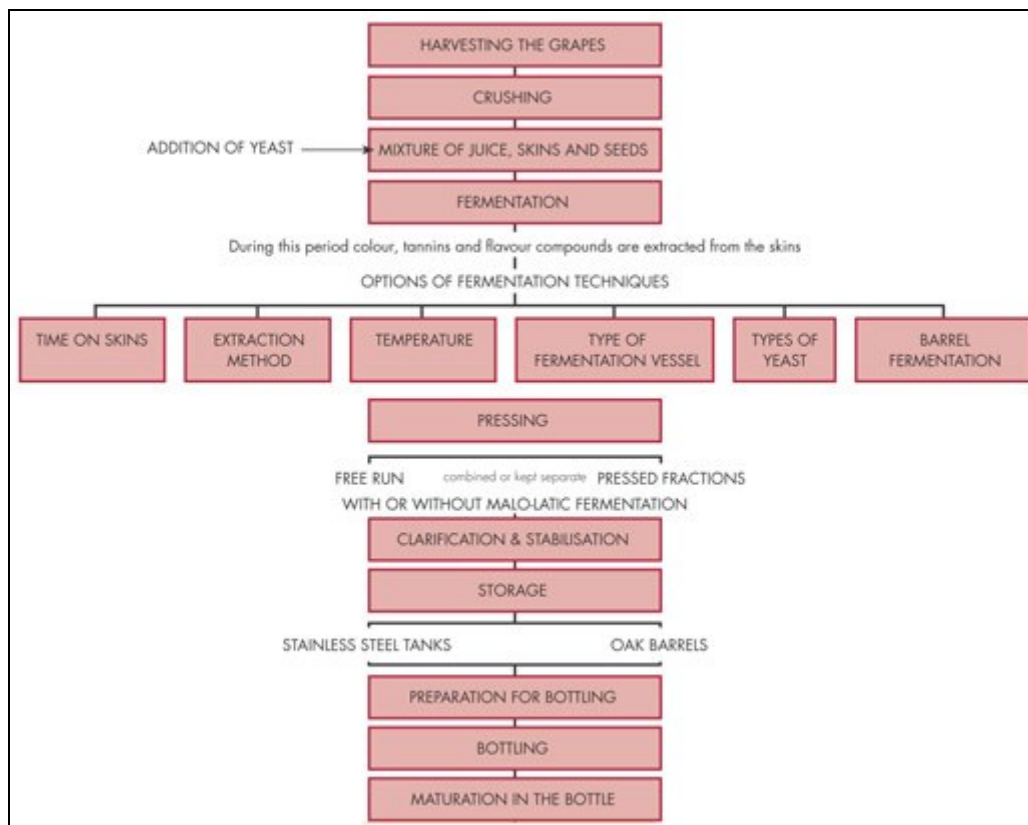 HARVESTING THE GRAPES
CRUSHING
ADDITION OF YEAST
MIXTURE OF JUICE, SKINS AND SEEDS
FERMENTATION
During this period colour, tannins and flavour compounds are extracted from the skins
OPTIONS OF FERMENTATION TECHNIQUES
TIME ON SKINS
EXTRACTION
METHOD
TEMPERATURE
TYPE OF
FERMENTATION VESSEL
TYPES OF
YEAST
BARREL
FERMENTATION
PRESSING
FREE RUN
combined or kept separate
PRESSED FRACTIONS
WITH OR WITHOUT MALO-LATIC FERMENTATION
CLARIFICATION & STABILISATION
STORAGE
STAINLESS STEEL TANKS
OAK BARRELS
PREPARATION FOR BOTTLING
BOTTLING
MATURATION IN THE BOTTLE